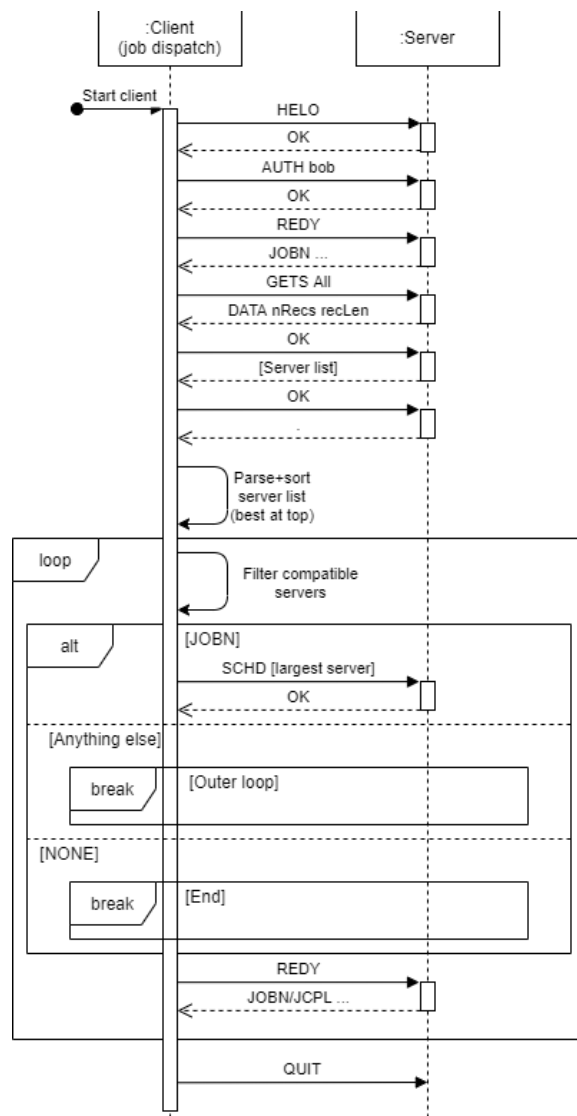 :Client
(job dispatch)
:Server
Start client
HELO
OK
AUTH bob
OK
REDY
JOBN ...
GETS All
DATA nRecs recLen
OK
[Server list]
OK
.
Parse+sort
server list
(best at top)
loop
Filter compatible
servers
alt
[JOBN]
SCHD [largest server]
OK
[Anything else]
break
[Outer loop]
[NONE]
break
[End]
REDY
JOBN/JCPL ...
QUIT